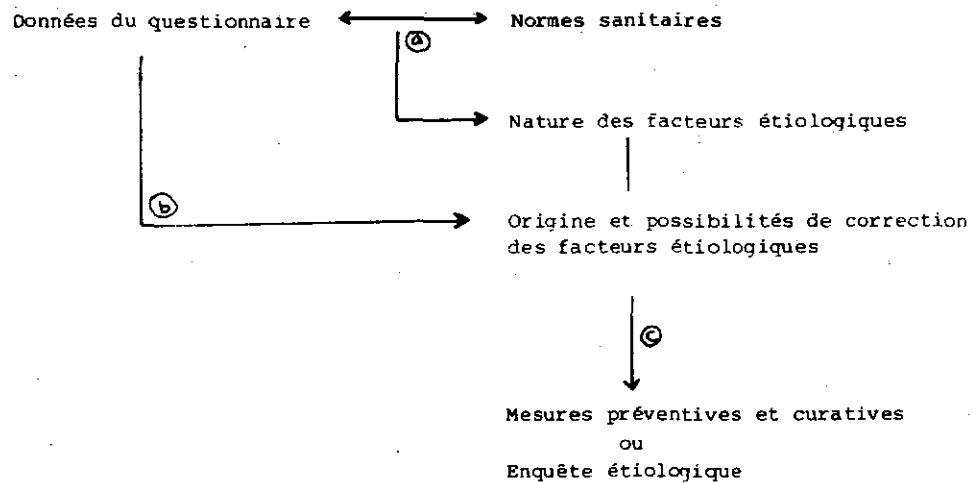 Données du questionnaire Normes sanitaires
a
Nature des facteurs étiologiques
b
Origine et possibilités de correction
des facteurs étiologiques
c
Mesures préventives et curatives
ou
Enquête étiologique